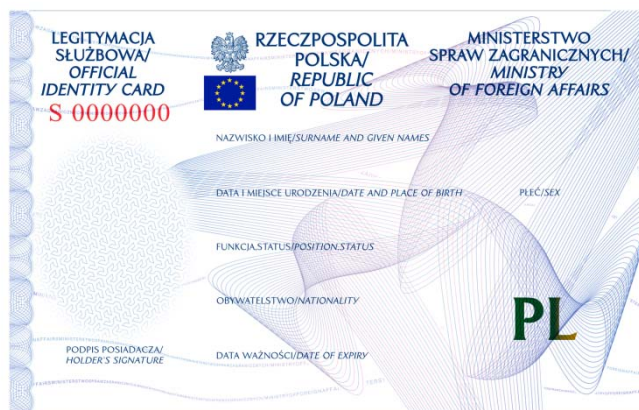 LEGITYMACJA
SŁUŻBOWA/
OFFICIAL
IDENTITY CARD
S 0000000
RZECZPOSPOLITA
POLSKA/
REPUBLIC
OF POLAND
MINISTERSTWO
SPRAW ZAGRANICZNYCH/
MINISTRY
OF FOREIGN AFFAIRS
NAZWISKO I IMIĘ/SURNAME AND GIVEN NAMES
DATA I MIEJSCE URODZENIA/DATE AND PLACE OF BIRTH
PŁEĆ/SEX
FUNKCJA,STATUS/POSITION,STATUS
OBYWATELSTWO/NATIONALITY
PL
PODPIS POSIADACZA/
HOLDER'S SIGNATURE
DATA WAŻNOŚCI/DATE OF EXPIRY